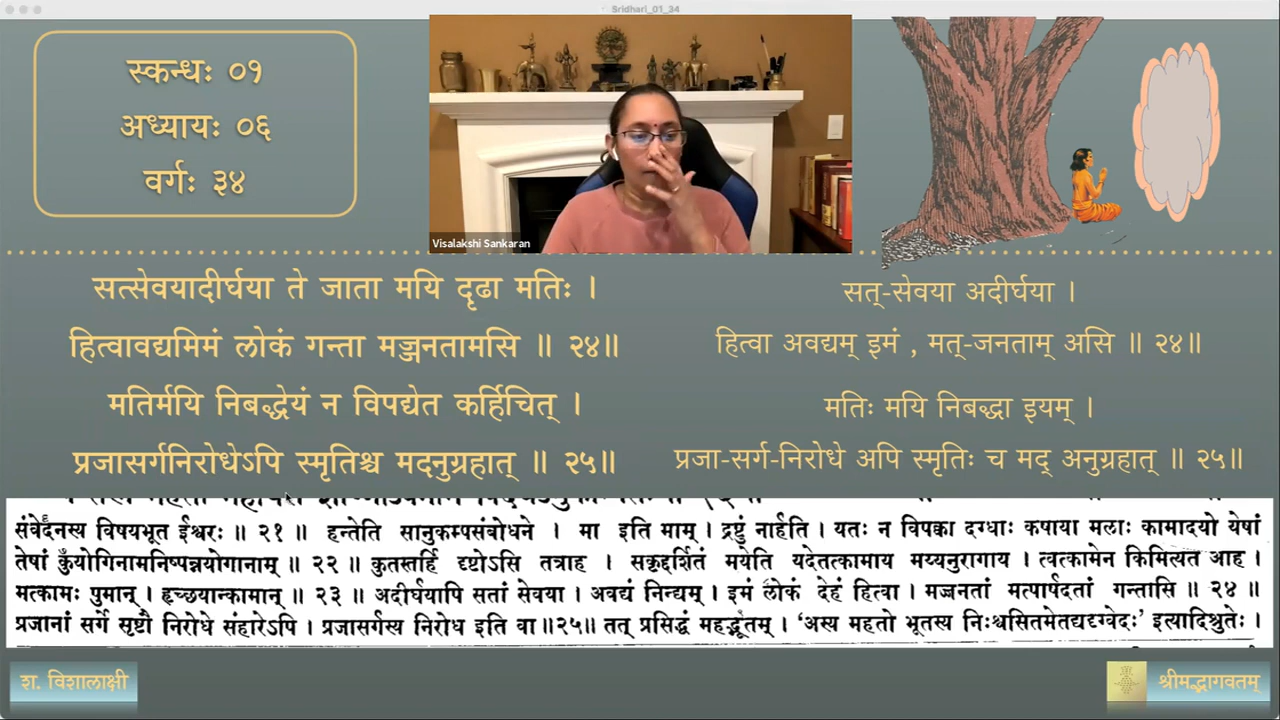 Sridhari_01_34
स्कन्धः ०१
अध्यायः ०६
वर्गः ३४
Visalakshi Sankaran
सत्सेवयादीर्घया ते जाता मयि दृढा मतिः ।
हित्वावद्यमिमं लोकं गन्ता मज्जनतामसि ॥ २४॥
मतिर्मयि निबद्धेयं न विपद्येत कर्हिचित् ।
प्रजासर्गनिरोधेऽपि स्मृतिश्च मदनुग्रहात् ॥ २५॥
सत्-सेवया अदीर्घया ।
हित्वा अवद्यम् इमं , मत्-जनताम् असि ॥ २४॥
मतिः मयि निबद्धा इयम् ।
प्रजा-सर्ग-निरोधे अपि स्मृतिः च मद् अनुग्रहात् ॥ २५॥
संवेदनस्य विषयभूत ईश्वरः ॥ २१ ॥ हन्तेति सानुकम्पसंबोधने । मा इति माम् । द्रष्टुं नार्हति । यतः न विपक्वा दग्धाः कषाया मलाः कामादयो येषां
तेषां कुयोगिनामनिष्पन्नयोगानाम् ॥ २२ ॥ कुतस्तर्हि दृष्टोऽसि तत्राह । सकृद्दर्शितं मयेति यदेतत्कामाय मय्यनुरागाय । त्वत्कामेन किमित्यत आह ।
मत्कामः पुमान् । हृच्छयान्कामान् ॥ २३ ॥ अदीर्घयापि सतां सेवया । अवद्यं निन्द्यम् । इमं लोकं देहं हित्वा । मज्जनतां मत्पार्षदतां गन्तासि ॥ २४ ॥
प्रजानां सर्गे सृष्टौ निरोधे संहारेऽपि । प्रजासर्गस्य निरोध इति वा ॥२५॥ तत् प्रसिद्धं महद्भूतम् । ‘अस्य महतो भूतस्य निःश्वसितमेतद्यदृग्वेदः’ इत्यादिश्रुतेः ।
श. विशालाक्षी
श्रीमद्भागवतम्